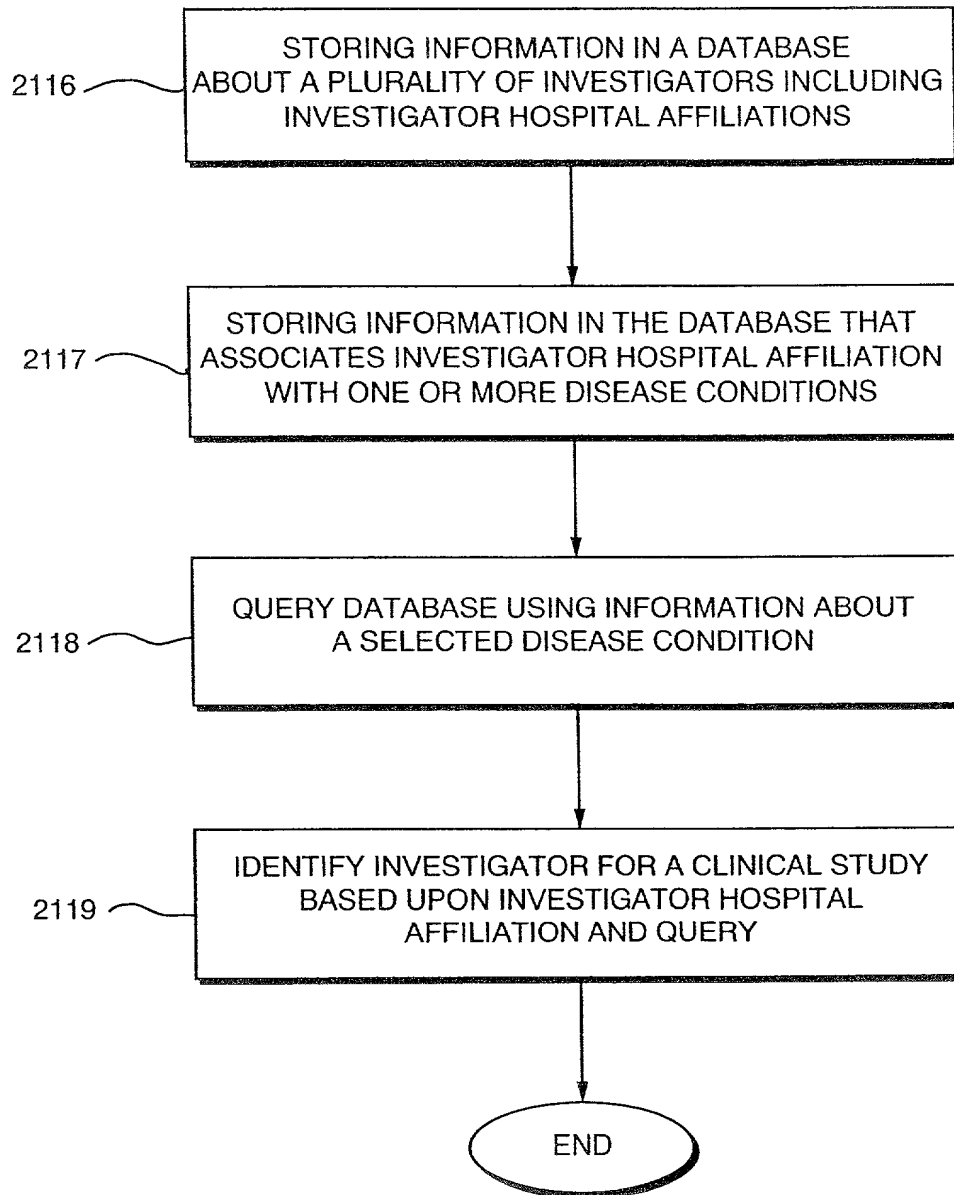 2116
STORING INFORMATION IN A DATABASE
ABOUT A PLURALITY OF INVESTIGATORS INCLUDING
INVESTIGATOR HOSPITAL AFFILIATIONS
2117
STORING INFORMATION IN THE DATABASE THAT
ASSOCIATES INVESTIGATOR HOSPITAL AFFILIATION
WITH ONE OR MORE DISEASE CONDITIONS
2118
QUERY DATABASE USING INFORMATION ABOUT
A SELECTED DISEASE CONDITION
2119
IDENTIFY INVESTIGATOR FOR A CLINICAL STUDY
BASED UPON INVESTIGATOR HOSPITAL
AFFILIATION AND QUERY
END